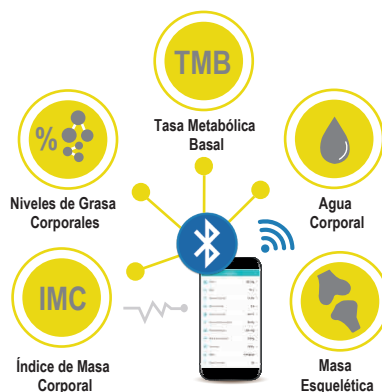 TMB
Tasa Metabólica
Basal
%
Niveles de Grasa
Corporales
Agua
Corporal
IMC
Índice de Masa
Corporal
Masa
Esquelética